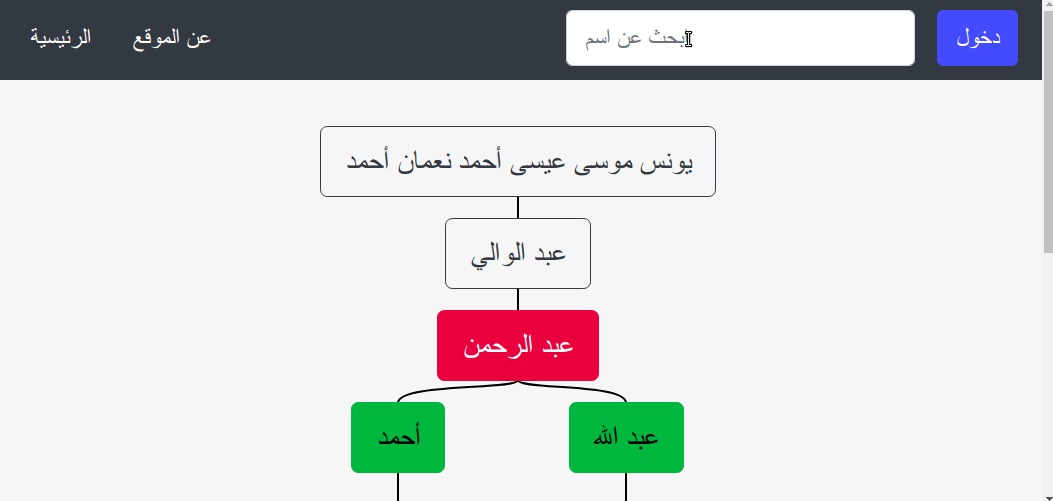 دخول
ابحث عن اسم
عن الموقع
الرئيسية
يونس موسى عيسى أحمد نعمان أحمد
عبد الوالي
عبد الرحمن
عبد الله
أحمد